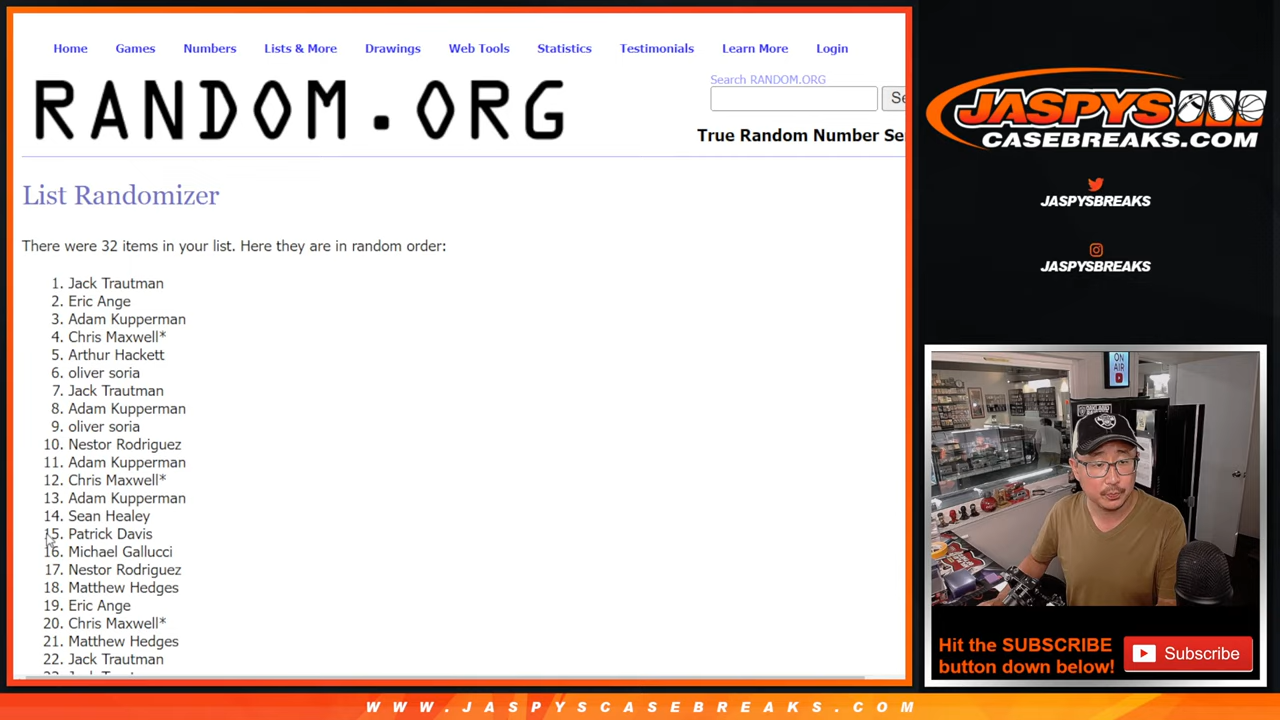 Home Games Numbers Lists & More Drawings Web Tools Statistics Testimonials Learn More Login
RANDOM.ORG
Search RANDOM.ORG
Se
True Random Number Se
List Randomizer
There were 32 items in your list. Here they are in random order:
1. Jack Trautman
2. Eric Ange
3. Adam Kupperman
4. Chris Maxwell*
5. Arthur Hackett
6. oliver soria
7. Jack Trautman
8. Adam Kupperman
9. oliver soria
10. Nestor Rodriguez
11. Adam Kupperman
12. Chris Maxwell*
13. Adam Kupperman
14. Sean Healey
15. Patrick Davis
16. Michael Gallucci
17. Nestor Rodriguez
18. Matthew Hedges
19. Eric Ange
20. Chris Maxwell*
21. Matthew Hedges
22. Jack Trautman
JASPYS
CASEBREAKS.COM
JASPYSBREAKS
JASPYSBREAKS
ON
AIR
Hit the SUBSCRIBE
button down below!
Subscribe
WWW.JASPYSCASEBREAKS.COM